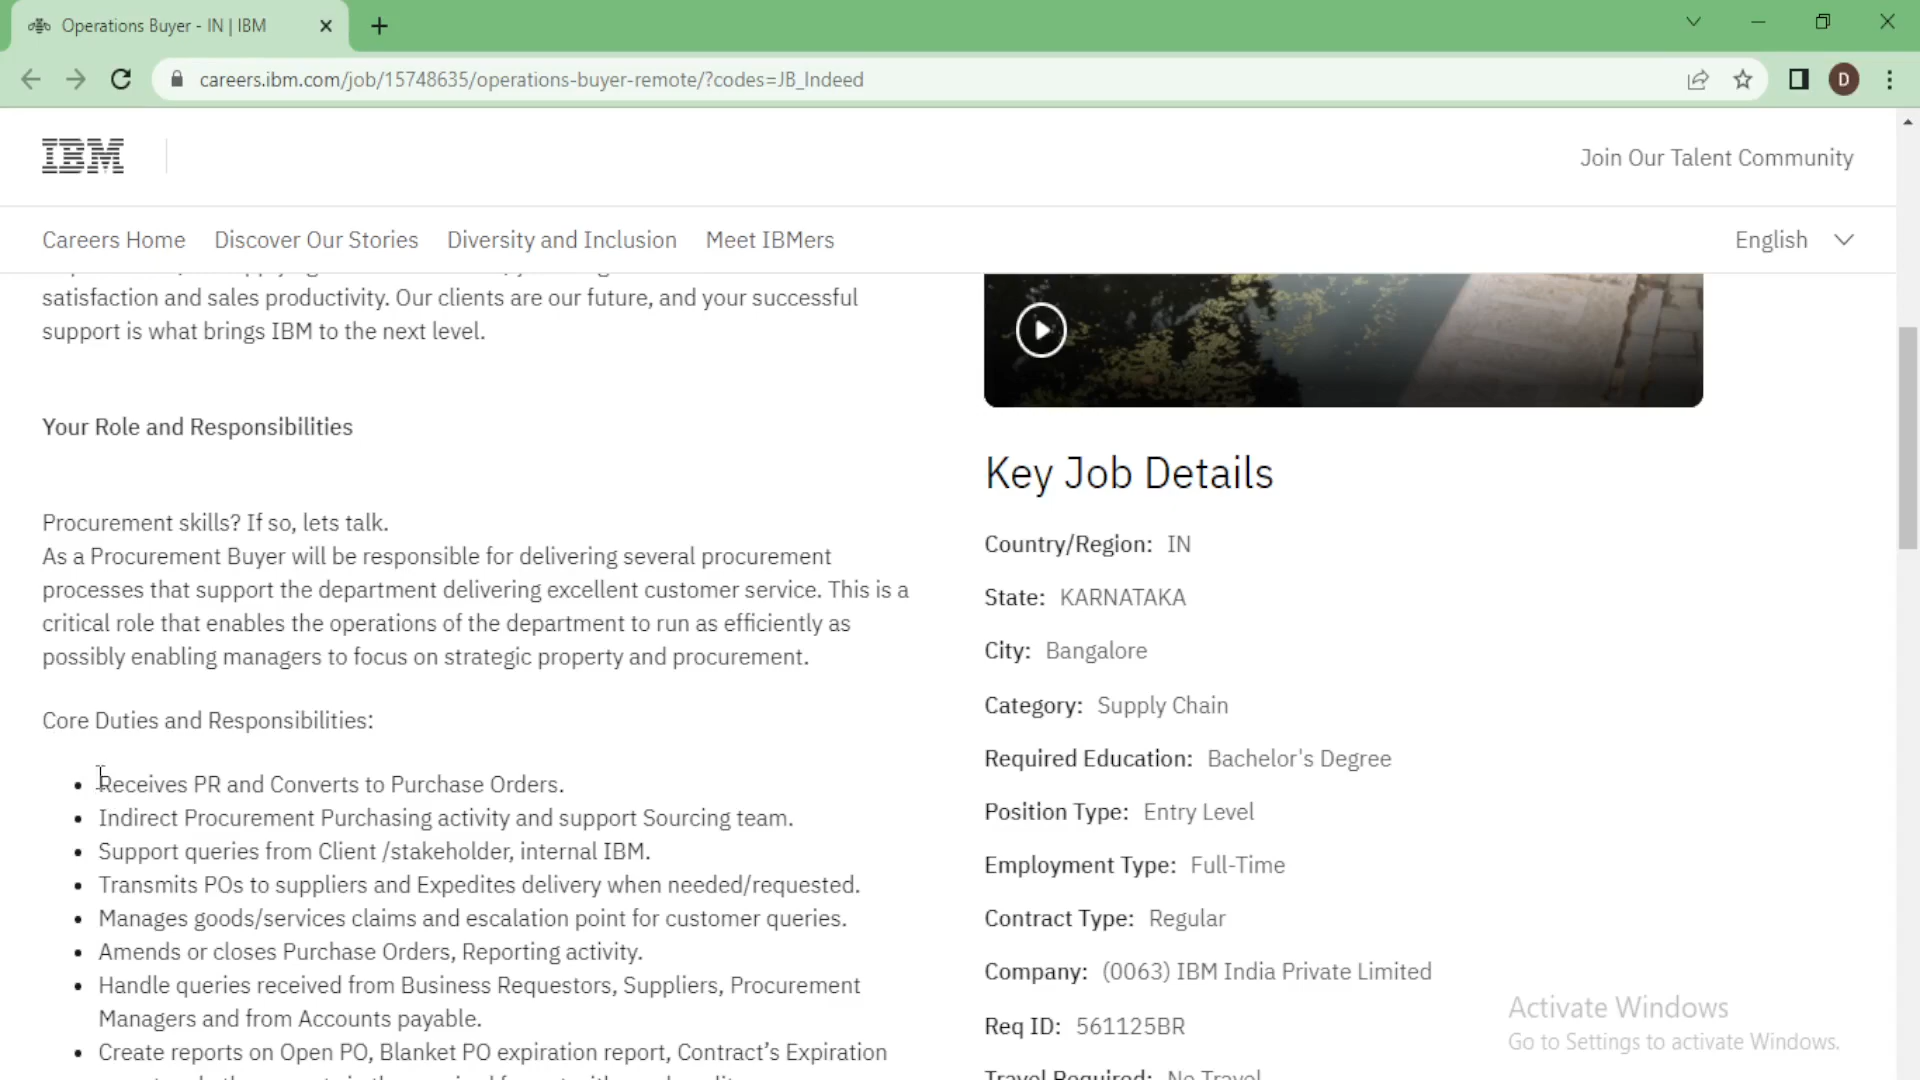 Operations Buyer - IN | IBM
careers.ibm.com/job/15748635/operations-buyer-remote/?codes=JB_Indeed
D
IBM
Join Our Talent Community
Careers Home
Discover Our Stories
Diversity and Inclusion
Meet IBMers
English
satisfaction and sales productivity. Our clients are our future, and your successful
support is what brings IBM to the next level.
Your Role and Responsibilities
Procurement skills? If so, lets talk.
As a Procurement Buyer will be responsible for delivering several procurement
processes that support the department delivering excellent customer service. This is a
critical role that enables the operations of the department to run as efficiently as
possibly enabling managers to focus on strategic property and procurement.
Core Duties and Responsibilities:
• Receives PR and Converts to Purchase Orders.
• Indirect Procurement Purchasing activity and support Sourcing team.
• Support queries from Client /stakeholder, internal IBM.
• Transmits POs to suppliers and Expedites delivery when needed/requested.
• Manages goods/services claims and escalation point for customer queries.
• Amends or closes Purchase Orders, Reporting activity.
• Handle queries received from Business Requestors, Suppliers, Procurement
Managers and from Accounts payable.
• Create reports on Open PO, Blanket PO expiration report, Contract’s Expiration
Key Job Details
Country/Region: IN
State: KARNATAKA
City: Bangalore
Category: Supply Chain
Required Education: Bachelor's Degree
Position Type: Entry Level
Employment Type: Full-Time
Contract Type: Regular
Company: (0063) IBM India Private Limited
Req ID: 561125BR
Travel Required: No Travel
Activate Windows
Go to Settings to activate Windows.